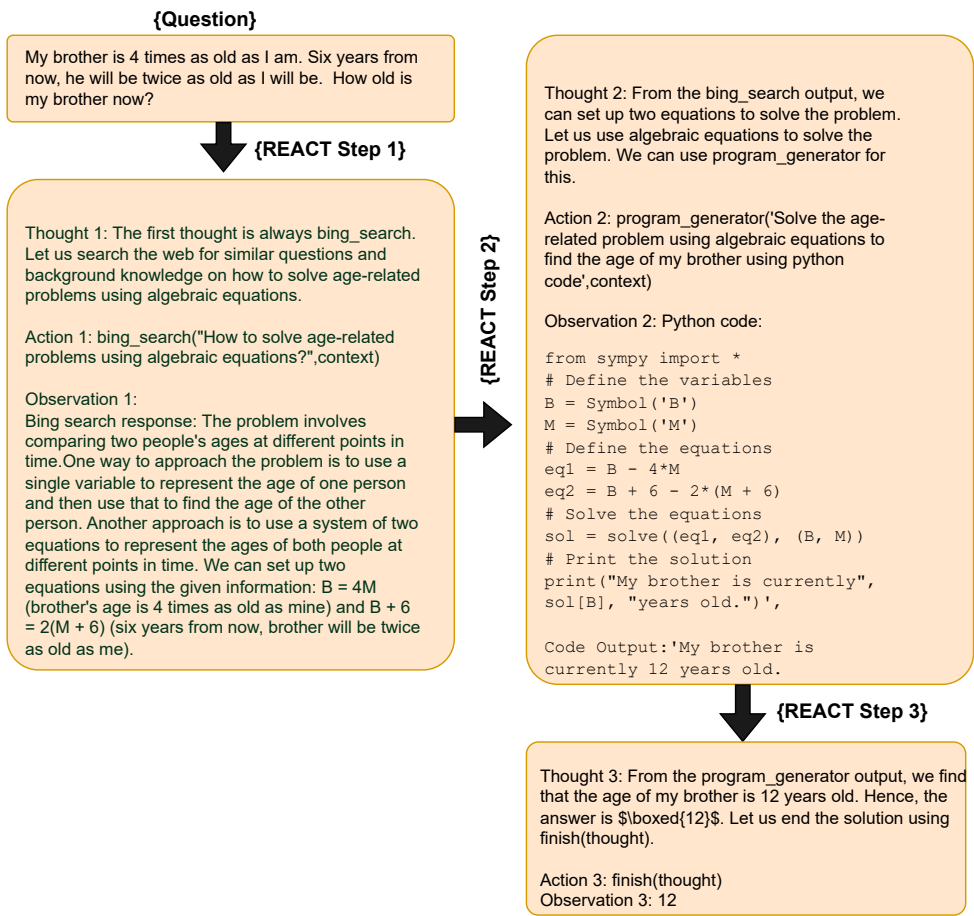 {Question}
My brother is 4 times as old as I am. Six years from
now, he will be twice as old as I will be.  How old is
my brother now?
{REACT Step 1}
Thought 1: The first thought is always bing_search.
Let us search the web for similar questions and
background knowledge on how to solve age-related
problems using algebraic equations.
Action 1: bing_search("How to solve age-related
problems using algebraic equations?",context)
Observation 1:
Bing search response: The problem involves
comparing two people's ages at different points in
time.One way to approach the problem is to use a
single variable to represent the age of one person
and then use that to find the age of the other
person. Another approach is to use a system of two
equations to represent the ages of both people at
different points in time. We can set up two
equations using the given information: B = 4M
(brother's age is 4 times as old as mine) and B + 6
= 2(M + 6) (six years from now, brother will be twice
as old as me).
{REACT Step 2}
Thought 2: From the bing_search output, we
can set up two equations to solve the problem.
Let us use algebraic equations to solve the
problem. We can use program_generator for
this.
Action 2: program_generator('Solve the age-
related problem using algebraic equations to
find the age of my brother using python
code',context)
Observation 2: Python code:
from sympy import *
# Define the variables
B = Symbol('B')
M = Symbol('M')
# Define the equations
eq1 = B - 4*M
eq2 = B + 6 - 2*(M + 6)
# Solve the equations
sol = solve((eq1, eq2), (B, M))
# Print the solution
print("My brother is currently",
sol[B], "years old.")',
Code Output:'My brother is
currently 12 years old.
{REACT Step 3}
Thought 3: From the program_generator output, we find
that the age of my brother is 12 years old. Hence, the
answer is $\boxed{12}$. Let us end the solution using
finish(thought).
Action 3: finish(thought)
Observation 3: 12